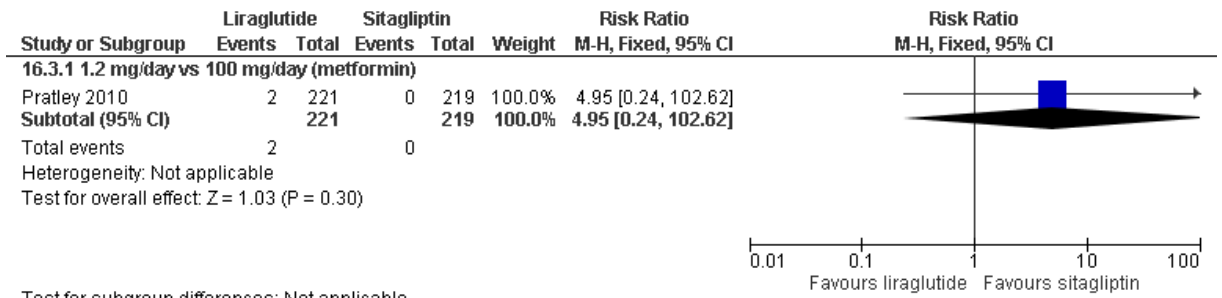 Liraglutide Sitagliptin Risk Ratio Risk Ratio
Study or Subgroup Events Total Events Total Weight M-H, Fixed, 95% CI M-H, Fixed, 95% CI
16.3.1 1.2 mg/day vs 100 mg/day (metformin)
Pratley 2010 2 221 0 219 100.0% 4.95 [0.24, 102.62]
Subtotal (95% CI) 221 219 100.0% 4.95 [0.24, 102.62]
Total events 2 0
Heterogeneity: Not applicable
Test for overall effect: Z = 1.03 (P = 0.30)
0.01 0.1 1 10 100
Favours liraglutide Favours sitagliptin
Test for subgroup differences: Not applicable